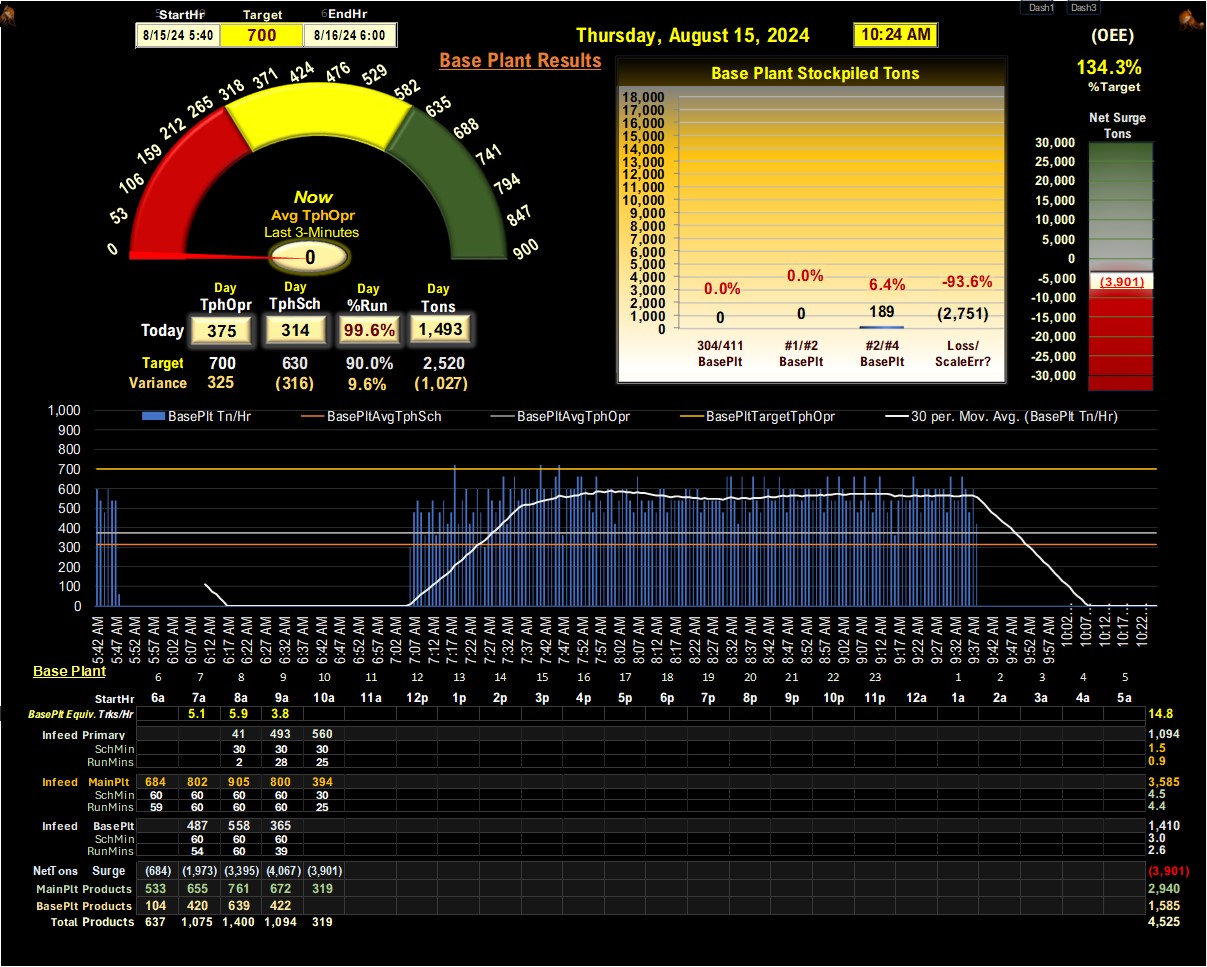 Dash1 Dash3
StartHr Target EndHr
8/15/24 5:40 700 8/16/24 6:00
Thursday, August 15, 2024 10:24 AM
(OEE)
134.3%
%Target
Base Plant Results
0 53 106 159 212 265 318 371 424 476 529 582 635 688 741 794 847 900
Now
Avg TphOpr
Last 3-Minutes
0
Day Day Day Day
TphOpr TphSch %Run Tons
Today 375 314 99.6% 1,493
Target 700 630 90.0% 2,520
Variance 325 (316) 9.6% (1,027)
Base Plant Stockpiled Tons
18,000
17,000
16,000
15,000
14,000
13,000
12,000
11,000
10,000
9,000
8,000
7,000
6,000
5,000
4,000
3,000
2,000
1,000
0
0.0% 0.0% 6.4% -93.6%
0 0 189 (2,751)
304/411 #1/#2 #2/#4 Loss/
BasePlt BasePlt BasePlt ScaleErr?
Net Surge
Tons
30,000
25,000
20,000
15,000
10,000
5,000
0
-5,000
-10,000
-15,000
-20,000
-25,000
-30,000
(3,901)
BasePlt Tn/Hr BasePltAvgTphSch BasePltAvgTphOpr BasePltTargetTphOpr 30 per. Mov. Avg. (BasePlt Tn/Hr)
1,000
900
800
700
600
500
400
300
200
100
0
5:42 AM 5:47 AM 5:52 AM 5:57 AM 6:02 AM 6:07 AM 6:12 AM 6:17 AM 6:22 AM 6:27 AM 6:32 AM 6:37 AM 6:42 AM 6:47 AM 6:52 AM 6:57 AM 7:02 AM 7:07 AM 7:12 AM 7:17 AM 7:22 AM 7:27 AM 7:32 AM 7:37 AM 7:42 AM 7:47 AM 7:52 AM 7:57 AM 8:02 AM 8:07 AM 8:12 AM 8:17 AM 8:22 AM 8:27 AM 8:32 AM 8:37 AM 8:42 AM 8:47 AM 8:52 AM 8:57 AM 9:02 AM 9:07 AM 9:12 AM 9:17 AM 9:22 AM 9:27 AM 9:32 AM 9:37 AM 9:42 AM 9:47 AM 9:52 AM 9:57 AM 10:02... 10:07... 10:12... 10:17... 10:22...
Base Plant
6 7 8 9 10 11 12 13 14 15 16 17 18 19 20 21 22 23 1 2 3 4 5
StartHr 6a 7a 8a 9a 10a 11a 12p 1p 2p 3p 4p 5p 6p 7p 8p 9p 10p 11p 12a 1a 2a 3a 4a 5a
BasePlt Equiv. Trks/Hr 5.1 5.9 3.8 14.8
Infeed Primary 41 493 560 1,094
SchMin 30 30 30 1.5
RunMins 2 28 25 0.9
Infeed MainPlt 684 802 905 800 394 3,585
SchMin 60 60 60 60 30 4.5
RunMins 59 60 60 60 25 4.4
Infeed BasePlt 487 558 365 1,410
SchMin 60 60 60 3.0
RunMins 54 60 39 2.6
NetTons Surge (684) (1,973) (3,395) (4,067) (3,901) (3,901)
MainPlt Products 533 655 761 672 319 2,940
BasePlt Products 104 420 639 422 1,585
Total Products 637 1,075 1,400 1,094 319 4,525